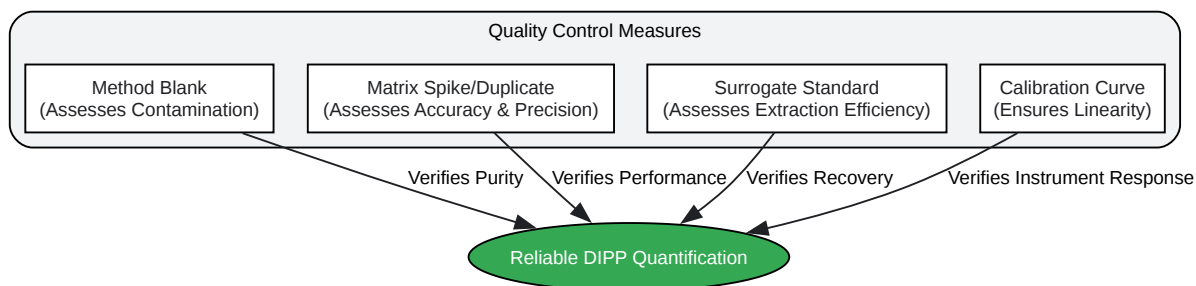 Quality Control Measures
Method Blank
(Assesses Contamination)
Matrix Spike/Duplicate
(Assesses Accuracy & Precision)
Surrogate Standard
(Assesses Extraction Efficiency)
Calibration Curve
(Ensures Linearity)
Verifies Purity
Verifies Performance
Verifies Recovery
Verifies Instrument Response
Reliable DIPP Quantification